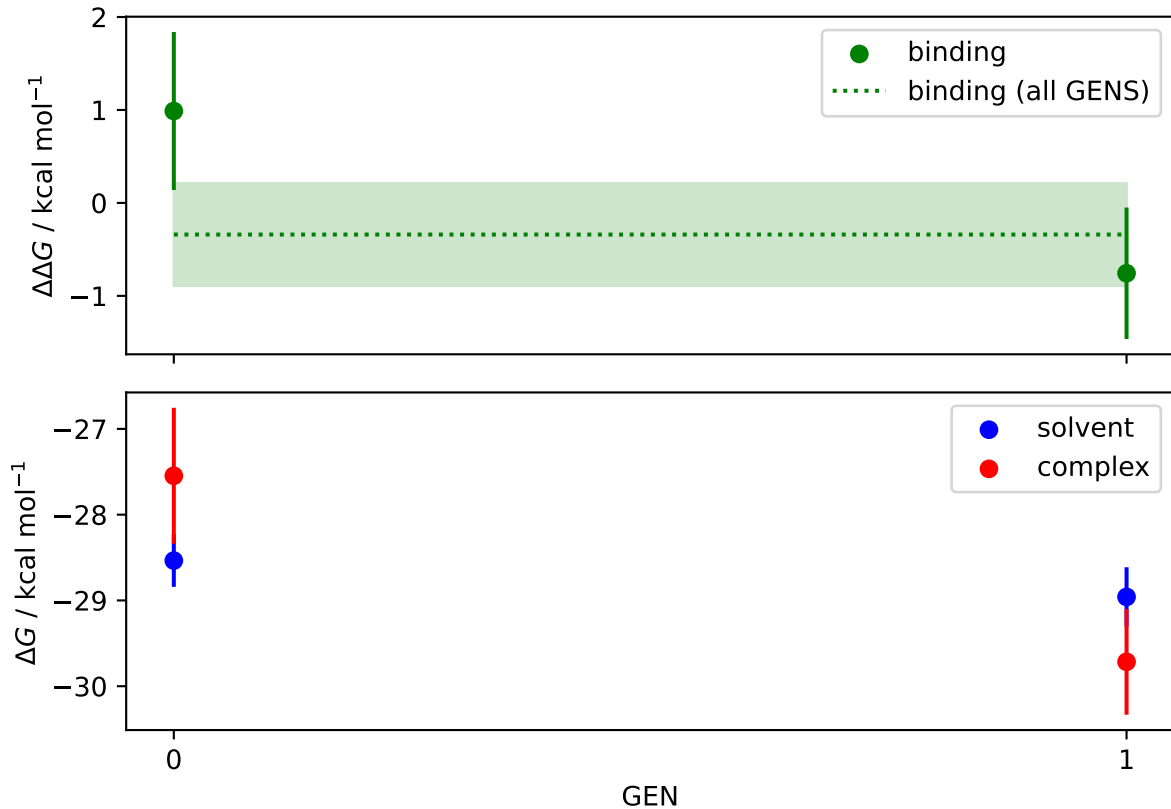 2
1
0
−1
ΔΔG / kcal mol⁻¹
binding
binding (all GENS)
−27
−28
−29
−30
ΔG / kcal mol⁻¹
solvent
complex
0
1
GEN